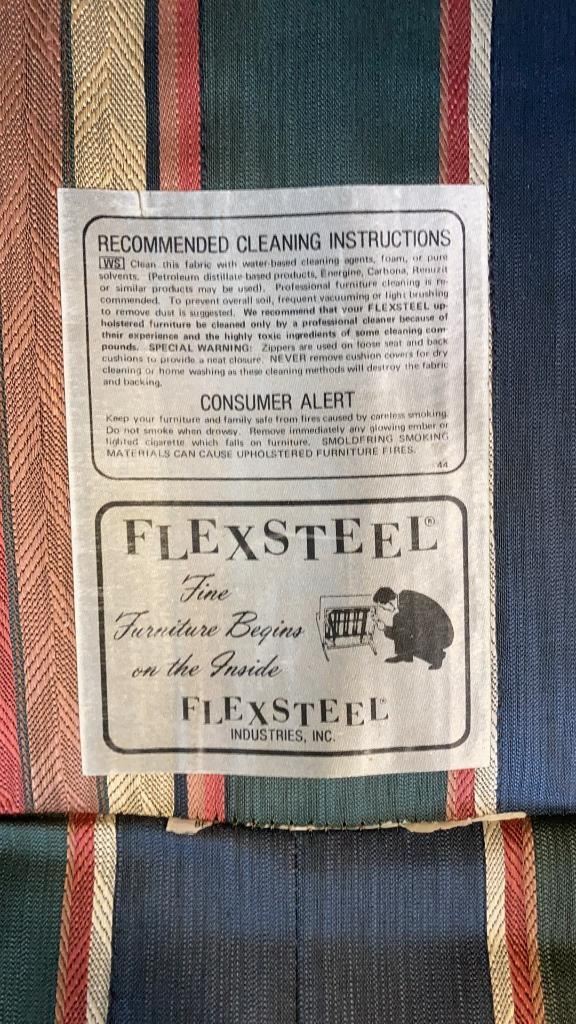 RECOMMENDED CLEANING INSTRUCTIONS
WS Clean this fabric with water-based cleaning agents, foam, or pure
solvents. (Petroleum distillate-based products, Energine, Carbona, Renuzit
or similar products may be used). Professional furniture cleaning is re-
commended. To prevent overall soil, frequent vacuuming or light brushing
to remove dust is suggested. We recommend that your FLEXSTEEL up-
holstered furniture be cleaned only by a professional cleaner because of
their experience and the highly toxic ingredients of some cleaning com-
pounds. SPECIAL WARNING: Zippers are used on loose seat and back
cushions to provide a neat closure. NEVER remove cushion covers for dry
cleaning or home washing as these cleaning methods will destroy the fabric
and backing.
CONSUMER ALERT
Keep your furniture and family safe from fires caused by careless smoking.
Do not smoke when drowsy. Remove immediately any glowing ember or
lighted cigarette which falls on furniture. SMOLDERING SMOKING
MATERIALS CAN CAUSE UPHOLSTERED FURNITURE FIRES.
44
FLEXSTEEL®
Fine
Furniture Begins
on the Inside
FLEXSTEEL®
INDUSTRIES, INC.